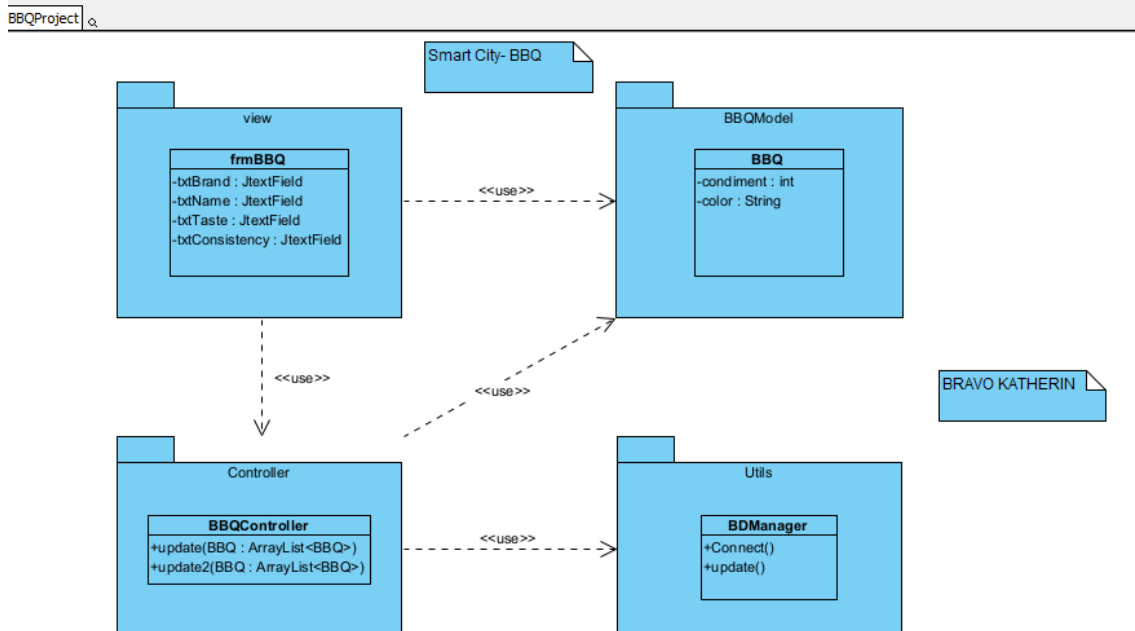 BBQProject
Smart City- BBQ
view
frmBBQ
-txtBrand : JtextField
-txtName : JtextField
-txtTaste : JtextField
-txtConsistency : JtextField
<<use>>
BBQModel
BBQ
-condiment : int
-color : String
<<use>>
<<use>>
BRAVO KATHERIN
Controller
BBQController
+update(BBQ : ArrayList<BBQ>)
+update2(BBQ : ArrayList<BBQ>)
<<use>>
Utils
BDManager
+Connect()
+update()